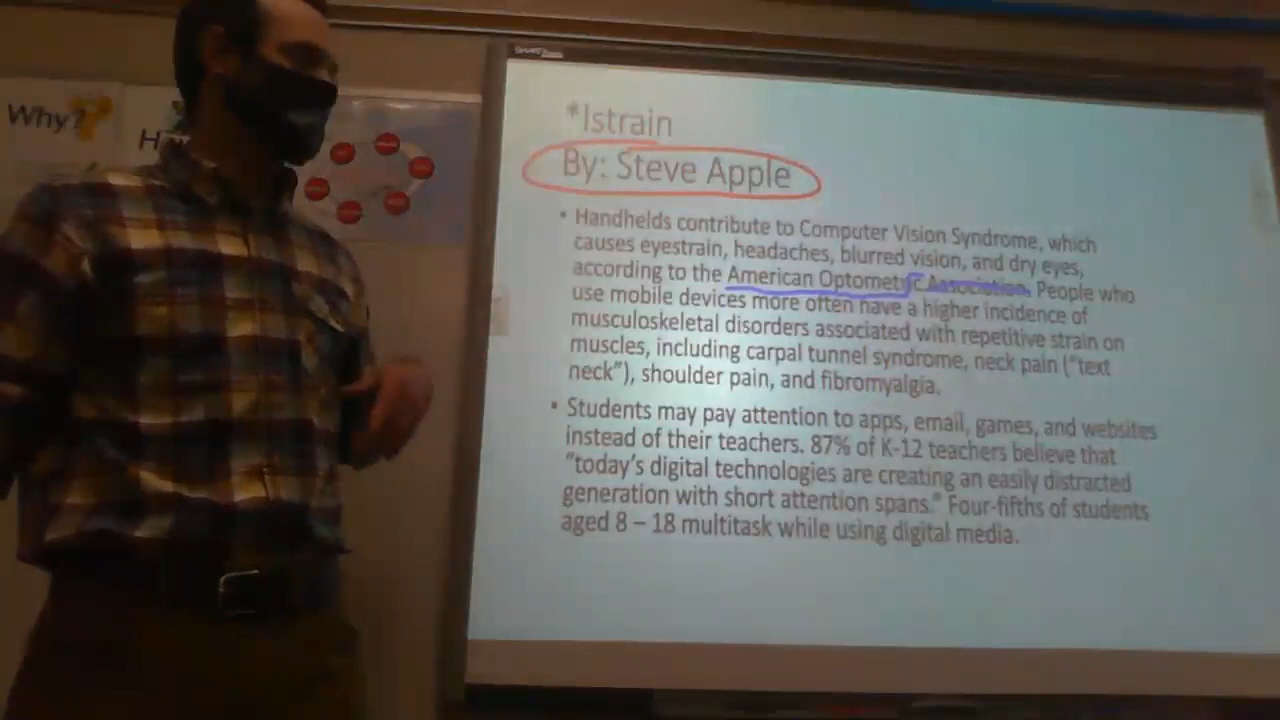 Why?
*Istrain
By: Steve Apple
• Handhelds contribute to Computer Vision Syndrome, which
causes eyestrain, headaches, blurred vision, and dry eyes,
according to the American Optometric Association. People who
use mobile devices more often have a higher incidence of
musculoskeletal disorders associated with repetitive strain on
muscles, including carpal tunnel syndrome, neck pain ("text
neck"), shoulder pain, and fibromyalgia.
• Students may pay attention to apps, email, games, and websites
instead of their teachers. 87% of K-12 teachers believe that
"today's digital technologies are creating an easily distracted
generation with short attention spans." Four-fifths of students
aged 8 – 18 multitask while using digital media.